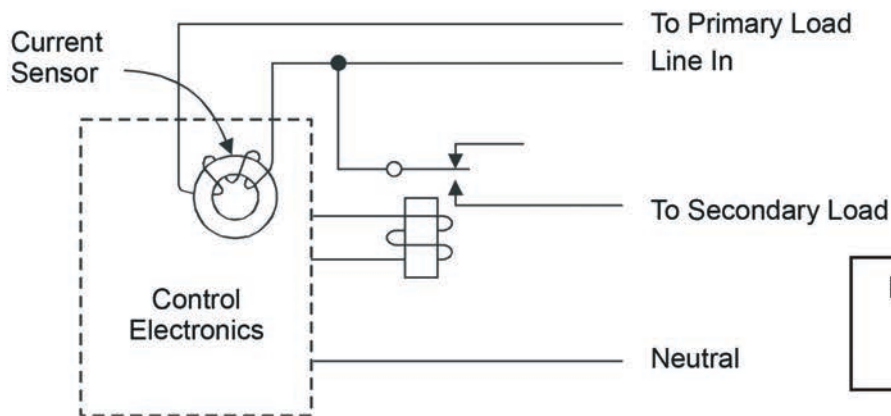 Current
Sensor
To Primary Load
Line In
To Secondary Load
Control
Electronics
Neutral